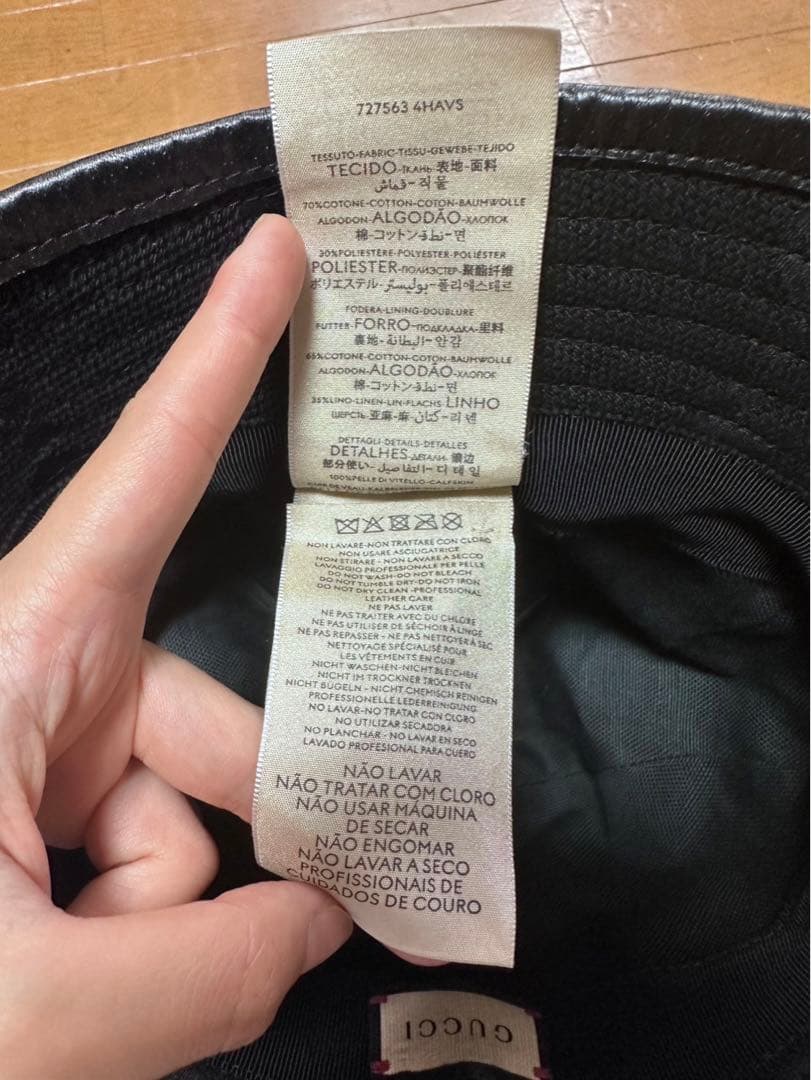 727563 4HAVS
TESSUTO-FABRIC-TISSU-GEWEBE-TEJIDO
TECIDO-ТКАНЬ-表地-面料
قماش-직물
70%COTONE-COTTON-COTON-BAUMWOLLE
ALGODON-ALGODÃO-ХЛОПОК
棉-コットン-قطن-면
30%POLIESTERE-POLYESTER-POLIÉSTER
POLIESTER-ПОЛИЭСТЕР-聚酯纤维
ポリエステル-بوليستر-폴리에스테르
FODERA-LINING-DOUBLURE
FUTTER-FORRO-ПОДКЛАДКА-里料
裏地-البطانة-안감
65%COTONE-COTTON-COTON-BAUMWOLLE
ALGODON-ALGODÃO-ХЛОПОК
棉-コットン-قطن-면
35%LINO-LINEN-LIN-FLACHS LINHO
ШЕРСТЬ-亚麻-麻-كتان-리넨
DETTAGLI-DETAILS-DETALLES
DETALHES-ДЕТАЛИ-镶边
部分使い-التفاصيل-디테일
100%PELLE DI VITELLO-CALFSKIN
NON LAVARE-NON TRATTARE CON CLORO
NON USARE ASCIUGATRICE
NON STIRARE-NON LAVARE A SECCO
LAVAGGIO PROFESSIONALE PER PELLE
DO NOT WASH-DO NOT BLEACH
DO NOT TUMBLE DRY-DO NOT IRON
DO NOT DRY CLEAN-PROFESSIONAL
LEATHER CARE
NE PAS LAVER
NE PAS TRAITER AVEC DU CHLORE
NE PAS UTILISER DE SÉCHOIR À LINGE
NE PAS REPASSER - NE PAS NETTOYER À SEC
NETTOYAGE SPÉCIALISÉ POUR
LES VÊTEMENTS EN CUIR
NICHT WASCHEN-NICHT BLEICHEN
NICHT IM TROCKNER TROCKNEN
NICHT BÜGELN - NICHT CHEMISCH REINIGEN
PROFESSIONELLE LEDERREINIGUNG
NO LAVAR-NO TRATAR CON CLORO
NO UTILIZAR SECADORA
NO PLANCHAR - NO LAVAR EN SECO
LAVADO PROFESIONAL PARA CUERO
NÃO LAVAR
NÃO TRATAR COM CLORO
NÃO USAR MÁQUINA
DE SECAR
NÃO ENGOMAR
NÃO LAVAR A SECO
PROFISSIONAIS DE
CUIDADOS DE COURO
GUCCI